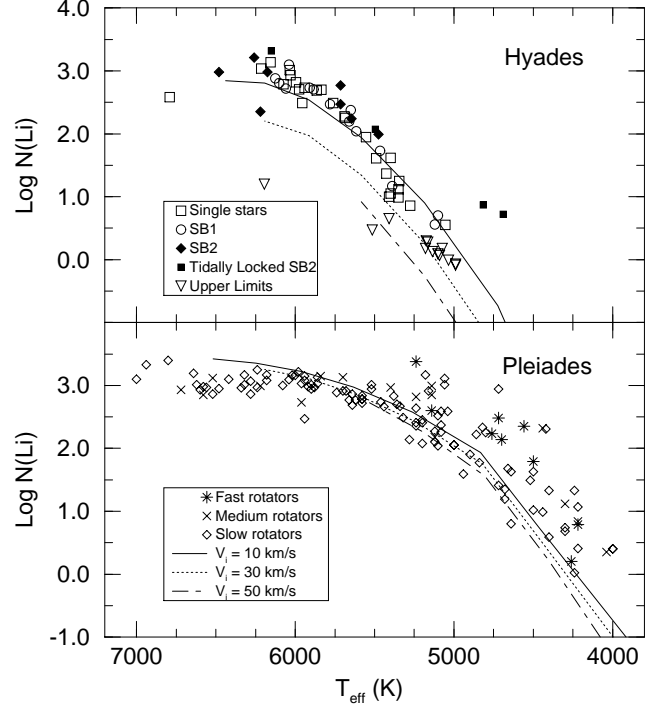 4.0
Hyades
3.0
2.0
1.0
0.0
Log N(Li)
Single stars
SB1
SB2
Tidally Locked SB2
Upper Limits
Pleiades
3.0
2.0
1.0
0.0
-1.0
Log N(Li)
Fast rotators
Medium rotators
Slow rotators
V_i = 10 km/s
V_i = 30 km/s
V_i = 50 km/s
7000 6000 5000 4000
T_eff (K)